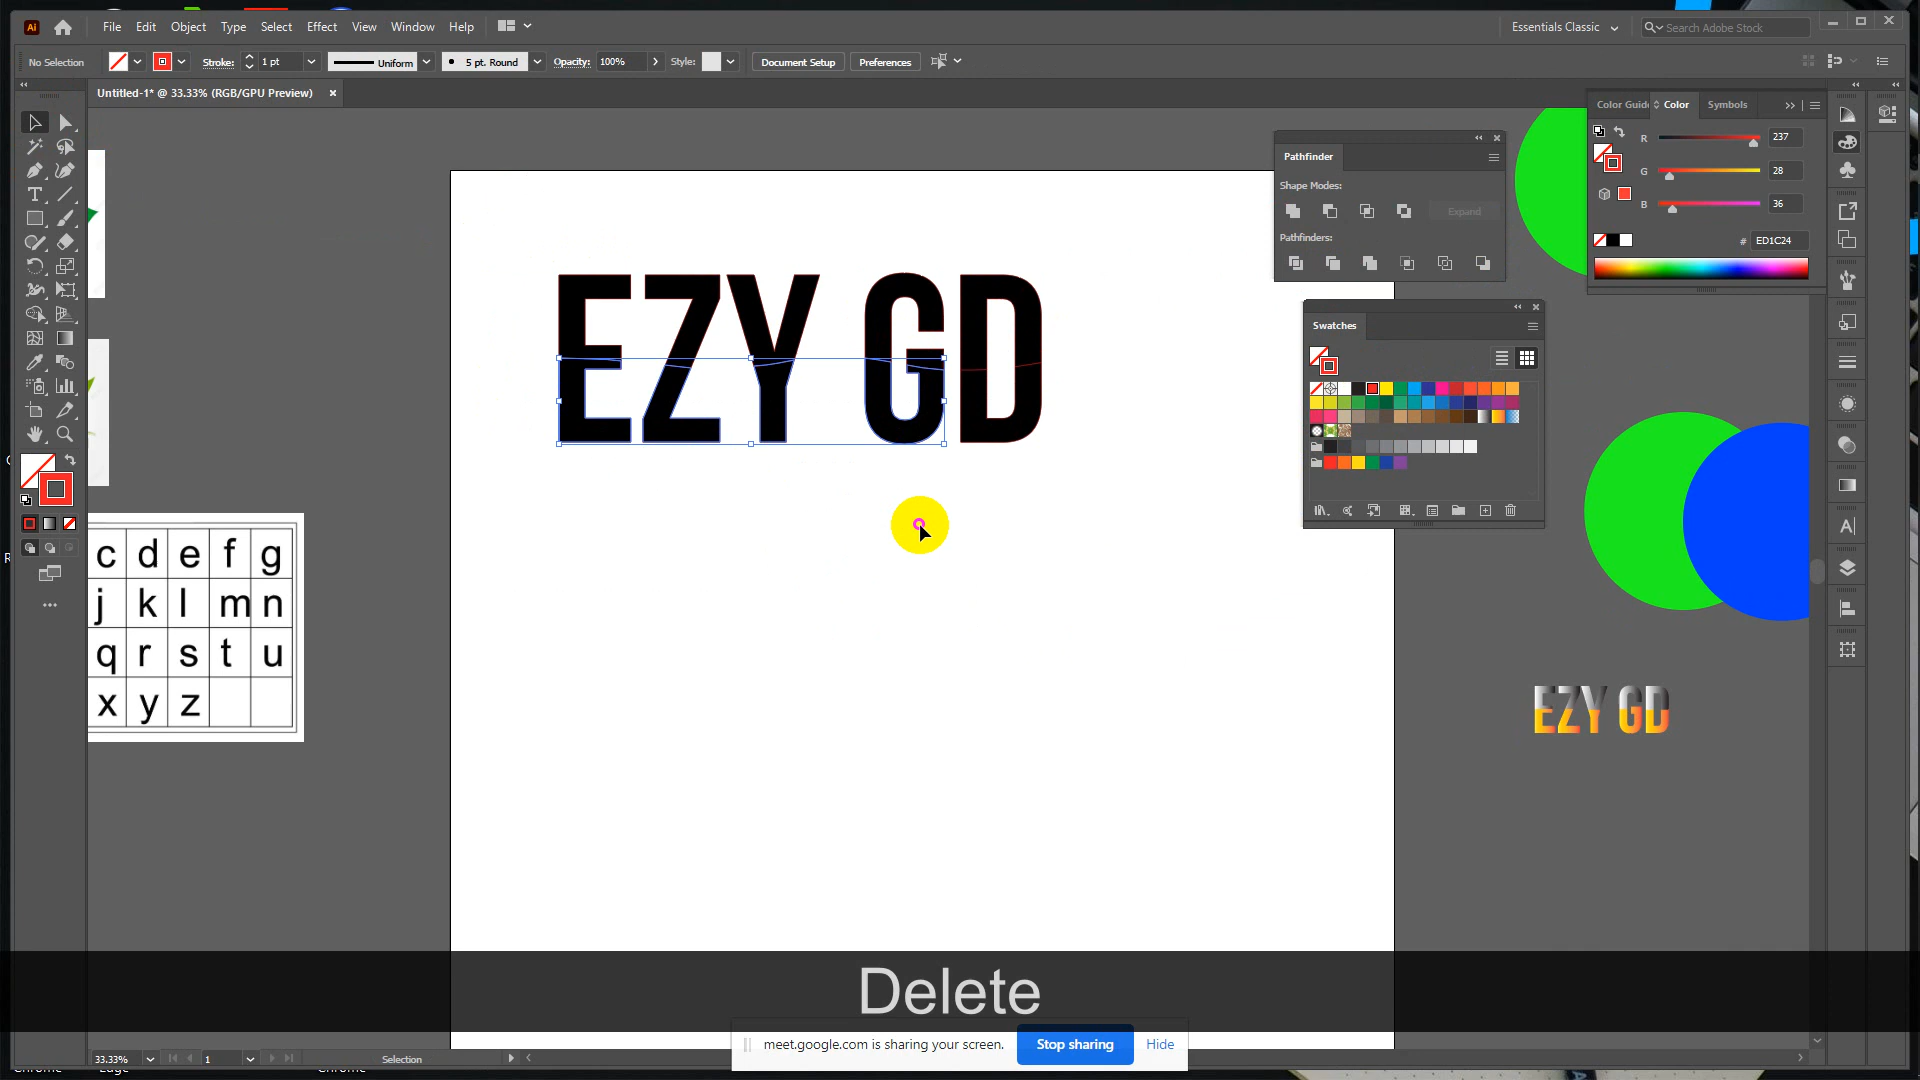 File Edit Object Type Select Effect View Window Help
Essentials Classic
Search Adobe Stock
No Selection
Stroke:
1 pt
Uniform
5 pt. Round
Opacity:
100%
Style:
Document Setup
Preferences
Untitled-1* @ 33.33% (RGB/GPU Preview)
Color Guide
Color
Symbols
R 237
G 28
B 36
# ED1C24
Pathfinder
Shape Modes:
Expand
Pathfinders:
Swatches
EZY GD
c d e f g
j k l m n
q r s t u
x y z
EZY GD
Delete
meet.google.com is sharing your screen.
Stop sharing
Hide
33.33%
1
Selection